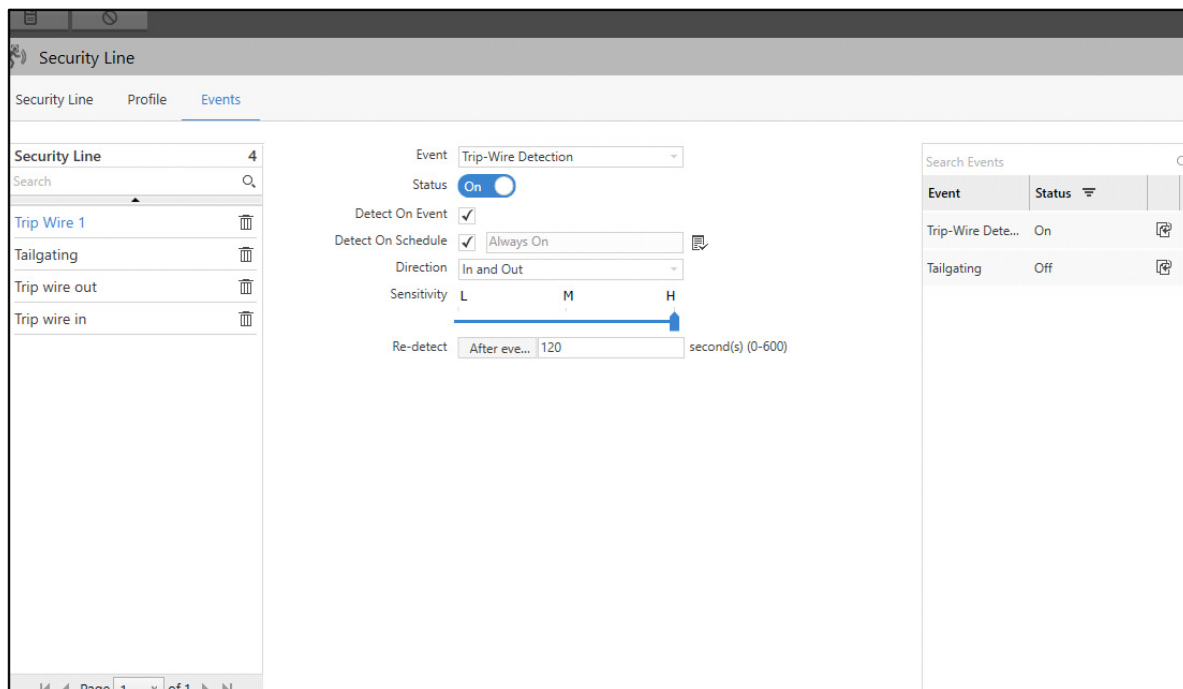 Security Line
Security Line Profile Events
Security Line 4
Search
Trip Wire 1
Tailgating
Trip wire out
Trip wire in
Page 1 of 1
Event Trip-Wire Detection
Status On
Detect On Event
Detect On Schedule Always On
Direction In and Out
Sensitivity L M H
Re-detect After eve... 120 second(s) (0-600)
Search Events
Event Status
Trip-Wire Dete... On
Tailgating Off